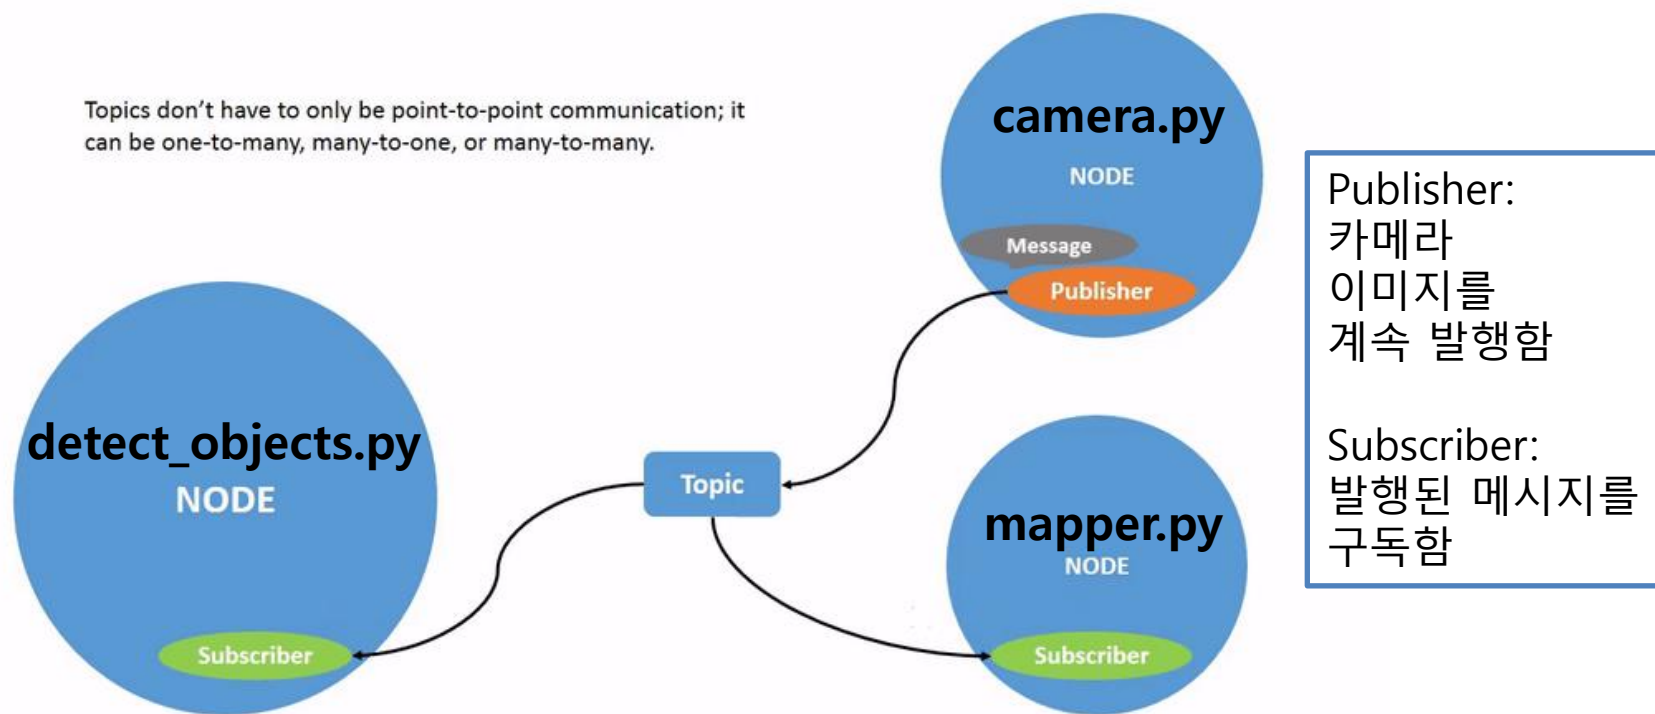 Topics don't have to only be point-to-point communication; it
can be one-to-many, many-to-one, or many-to-many.
camera.py
NODE
Message
Publisher
Publisher:
카메라
이미지를
계속 발행함
Subscriber:
발행된 메시지를
구독함
detect_objects.py
NODE
Subscriber
Topic
mapper.py
NODE
Subscriber